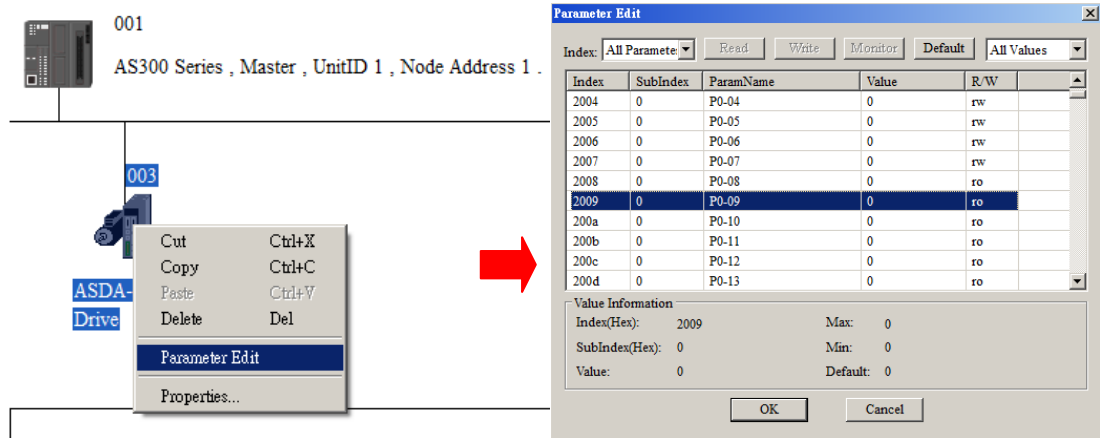 001
AS300 Series , Master , UnitID 1 , Node Address 1 .
003
ASDA-
Drive
Cut Ctrl+X
Copy Ctrl+C
Paste Ctrl+V
Delete Del
Parameter Edit
Properties...
Parameter Edit
Index: All Paramete Read Write Monitor Default All Values
Index SubIndex ParamName Value R/W
2004 0 P0-04 0 rw
2005 0 P0-05 0 rw
2006 0 P0-06 0 rw
2007 0 P0-07 0 rw
2008 0 P0-08 0 ro
2009 0 P0-09 0 ro
200a 0 P0-10 0 ro
200b 0 P0-11 0 ro
200c 0 P0-12 0 ro
200d 0 P0-13 0 ro
Value Information
Index(Hex): 2009 Max: 0
SubIndex(Hex): 0 Min: 0
Value: 0 Default: 0
OK Cancel